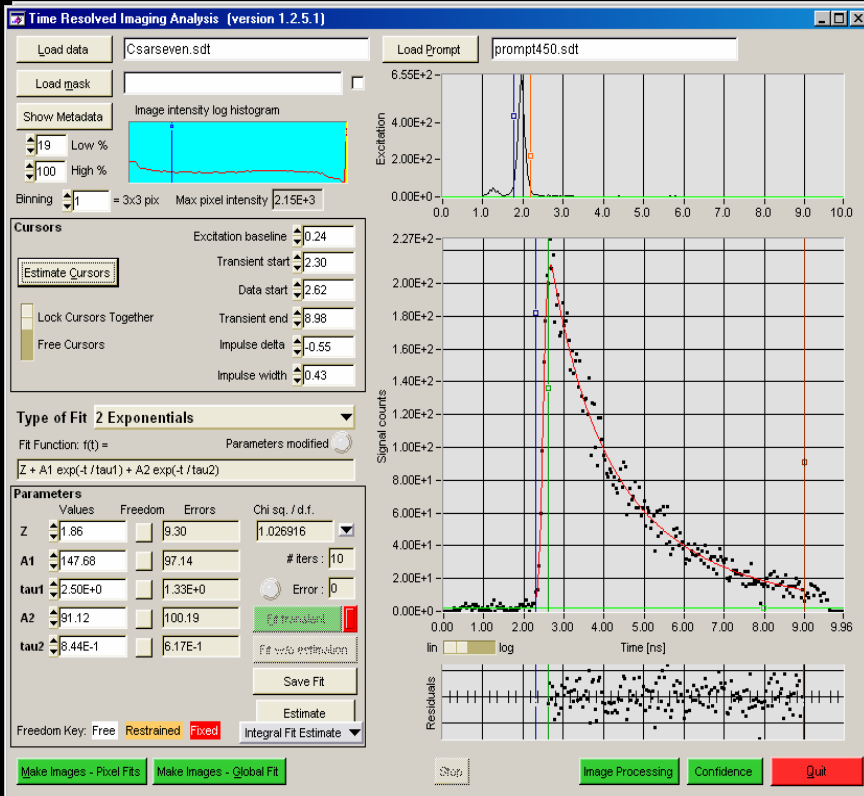 Time Resolved Imaging Analysis (version 1.2.5.1)
Load data Csarseven.sdt Load Prompt prompt450.sdt
Load mask
Show Metadata Image intensity log histogram
19 Low %
100 High %
Binning 1 = 3x3 pix Max pixel intensity 2.15E+3
Excitation
6.55E+2
4.00E+2
2.00E+2
0.00E+0
0.0 1.0 2.0 3.0 4.0 5.0 6.0 7.0 8.0 9.0 10.0
Cursors
Excitation baseline 0.24
Estimate Cursors
Transient start 2.30
Data start 2.62
Lock Cursors Together
Transient end 8.98
Free Cursors
Impulse delta -0.55
Impulse width 0.43
Type of Fit 2 Exponentials
Fit Function: f(t) = Parameters modified
Z + A1 exp(-t / tau1) + A2 exp(-t / tau2)
Parameters
Values Freedom Errors Chi sq. / d.f.
Z 1.86 9.30 1.026916
A1 147.68 97.14 # iters : 10
tau1 2.50E+0 1.33E+0 Error : 0
A2 91.12 100.19 Fit transient
tau2 8.44E-1 6.17E-1 Fit w/o estimation
Save Fit
Estimate
Freedom Key: Free Restrained Fixed Integral Fit Estimate
Signal counts
2.27E+2
2.00E+2
1.80E+2
1.60E+2
1.40E+2
1.20E+2
1.00E+2
8.00E+1
6.00E+1
4.00E+1
2.00E+1
0.00E+0
0.00 1.00 2.00 3.00 4.00 5.00 6.00 7.00 8.00 9.00 9.96
lin log Time [ns]
Residuals
Make Images - Pixel Fits Make Images - Global Fit Stop Image Processing Confidence Quit